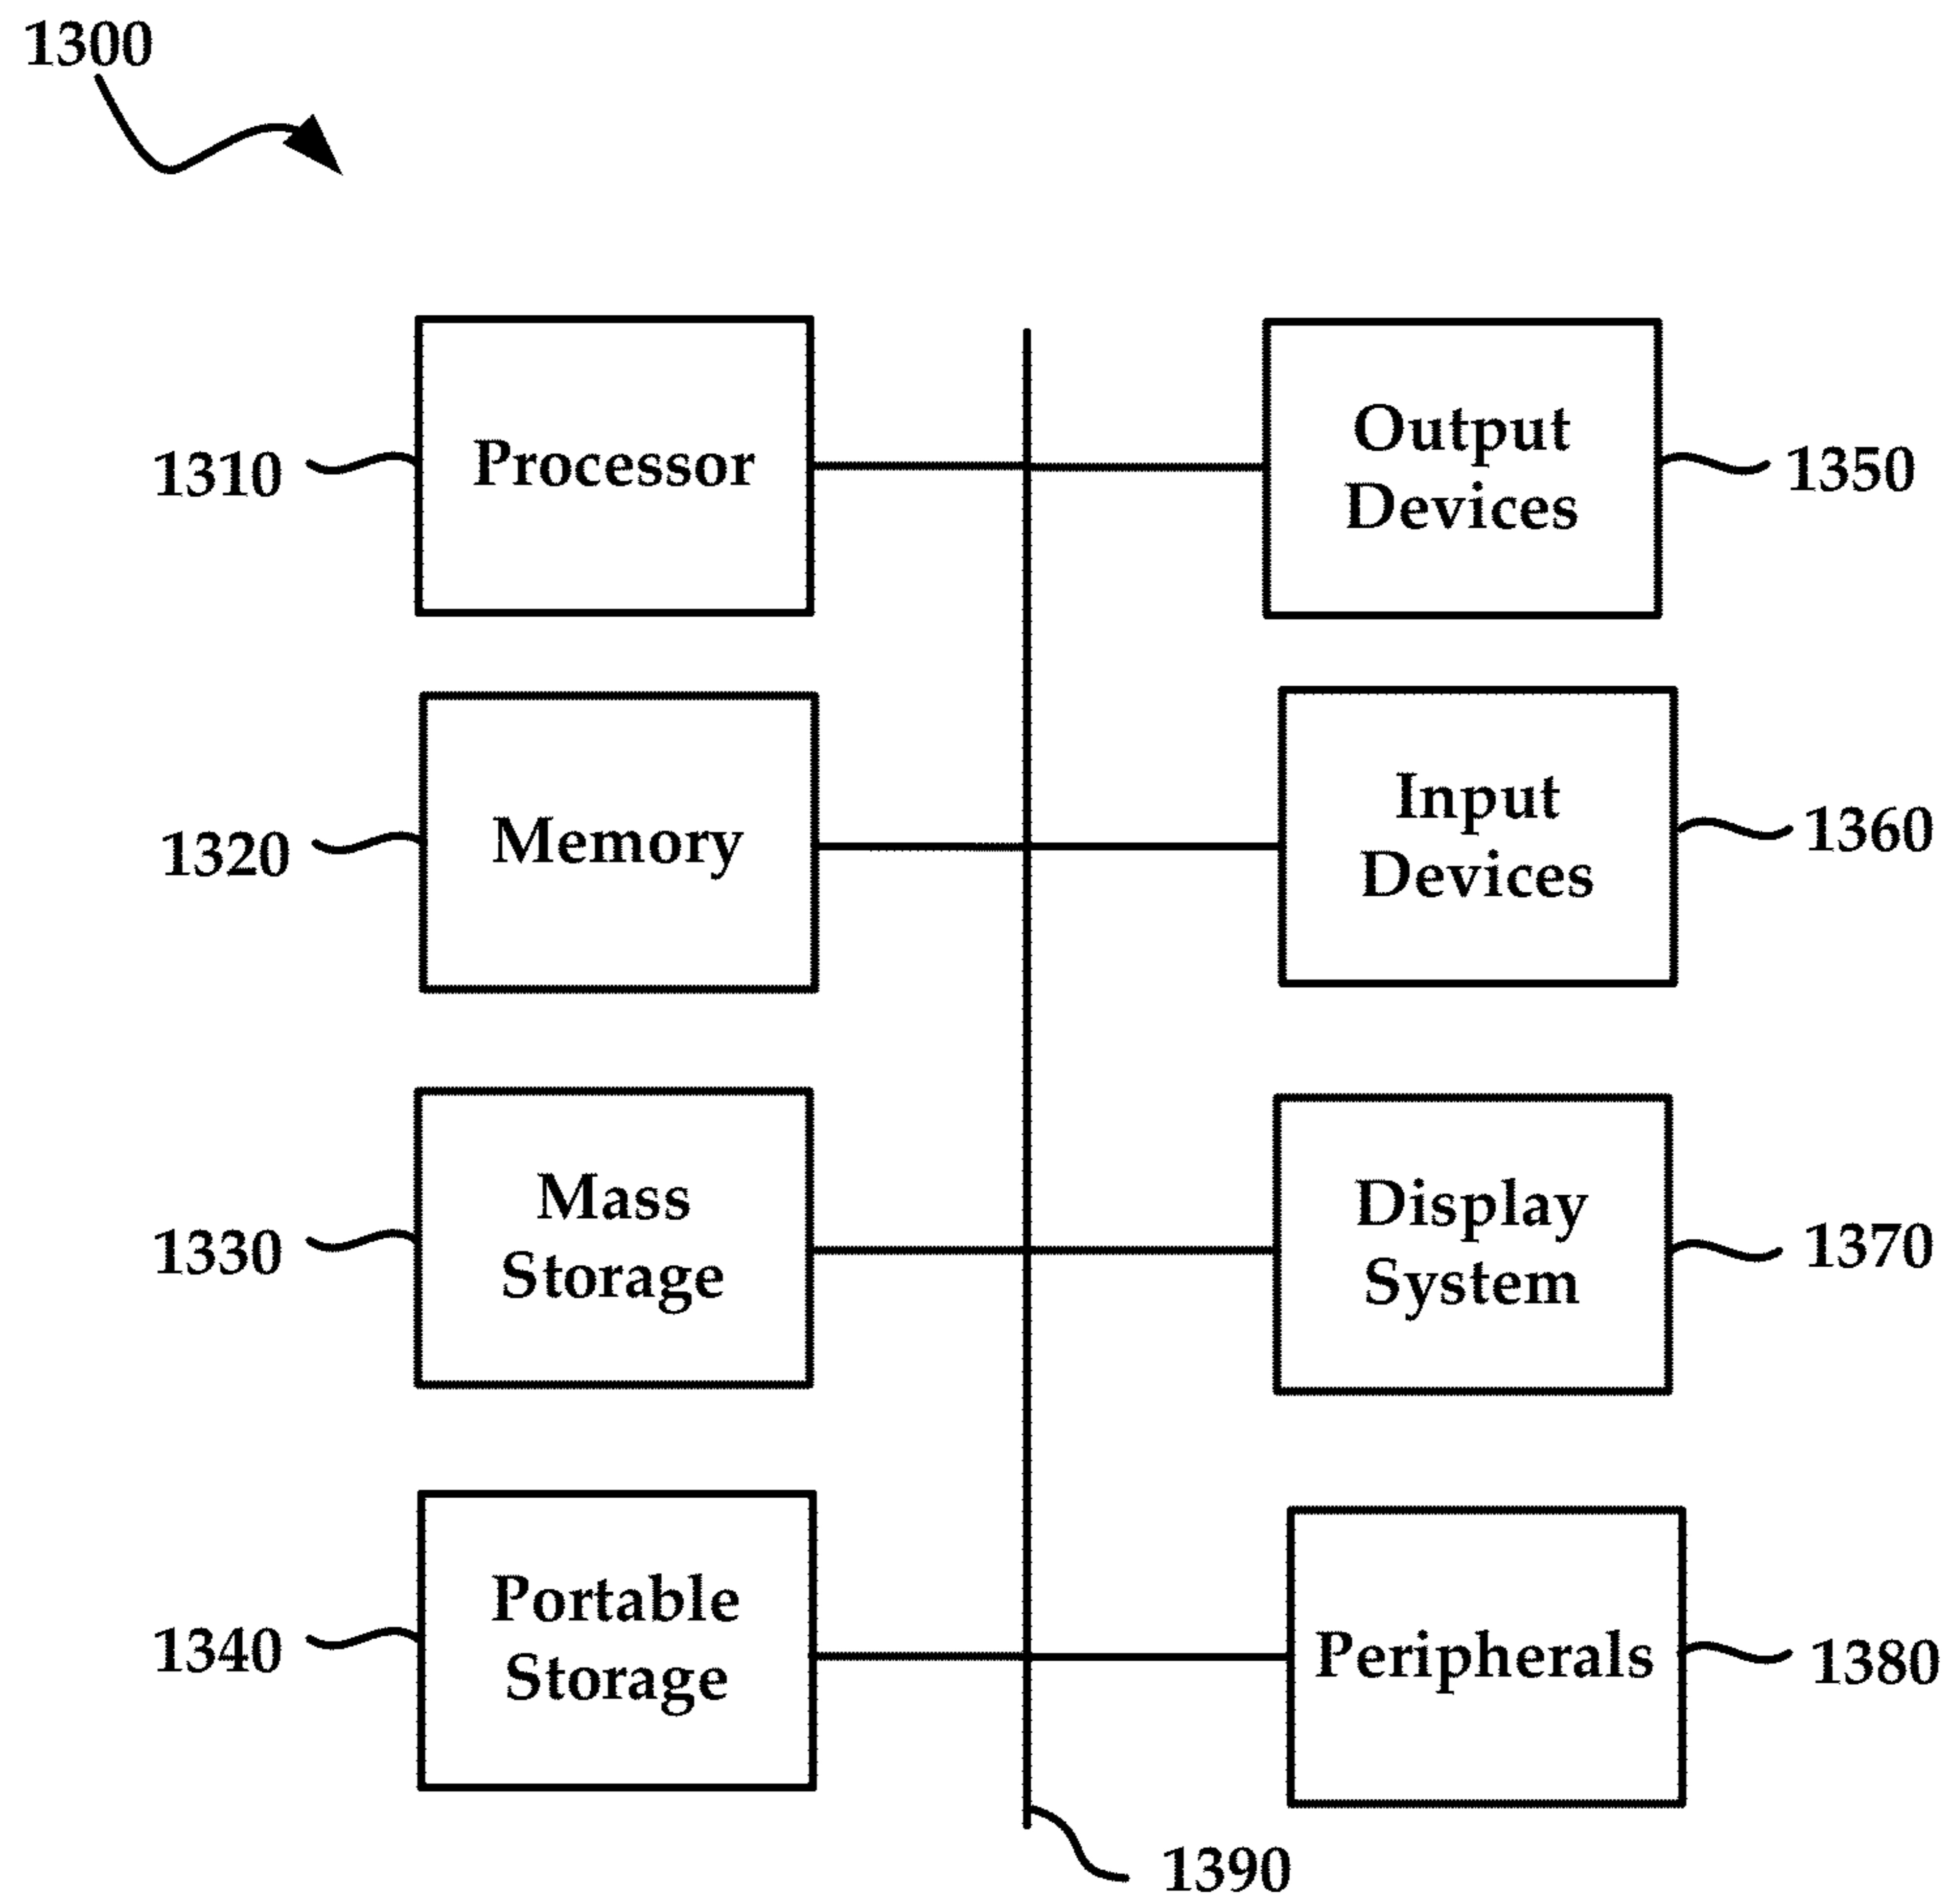 1300
1310
Processor
Output
Devices
1350
1320
Memory
Input
Devices
1360
1330
Mass
Storage
Display
System
1370
1340
Portable
Storage
Peripherals
1380
1390